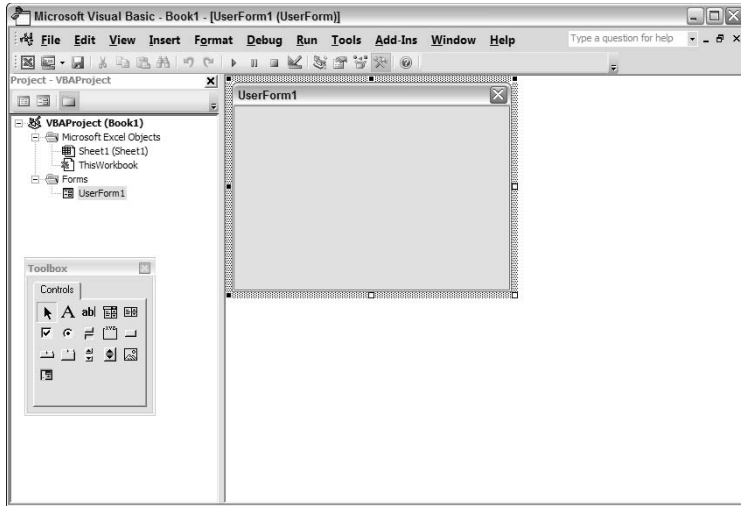 Microsoft Visual Basic - Book1 - [UserForm1 (UserForm)]
File Edit View Insert Format Debug Run Tools Add-Ins Window Help Type a question for help
Project - VBAProject
VBAProject (Book1)
Microsoft Excel Objects
Sheet1 (Sheet1)
ThisWorkbook
Forms
UserForm1
UserForm1
Toolbox
Controls
A abl